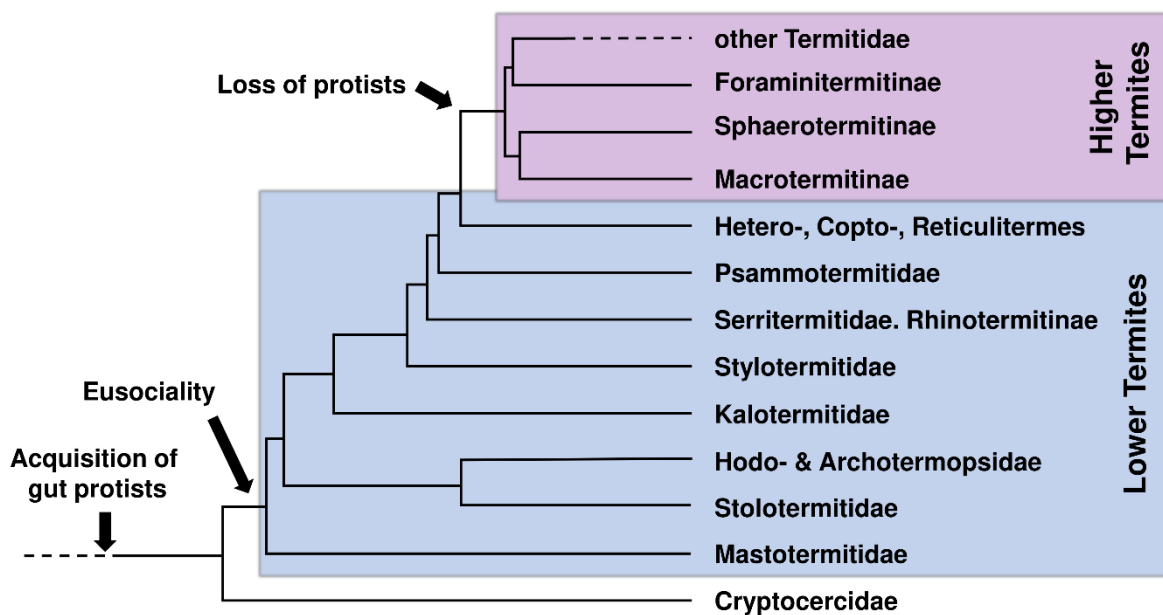 other Termitidae
Loss of protists
Foraminitermitinae
Sphaerotermitinae
Macrotermitinae
Higher
Termites
Hetero-, Copto-, Reticulitermes
Psammotermitidae
Serritermitidae. Rhinotermitinae
Stylotermitidae
Eusociality
Kalotermitidae
Acquisition of
gut protists
Hodo- & Archotermopsidae
Stolotermitidae
Mastotermitidae
Lower Termites
Cryptocercidae